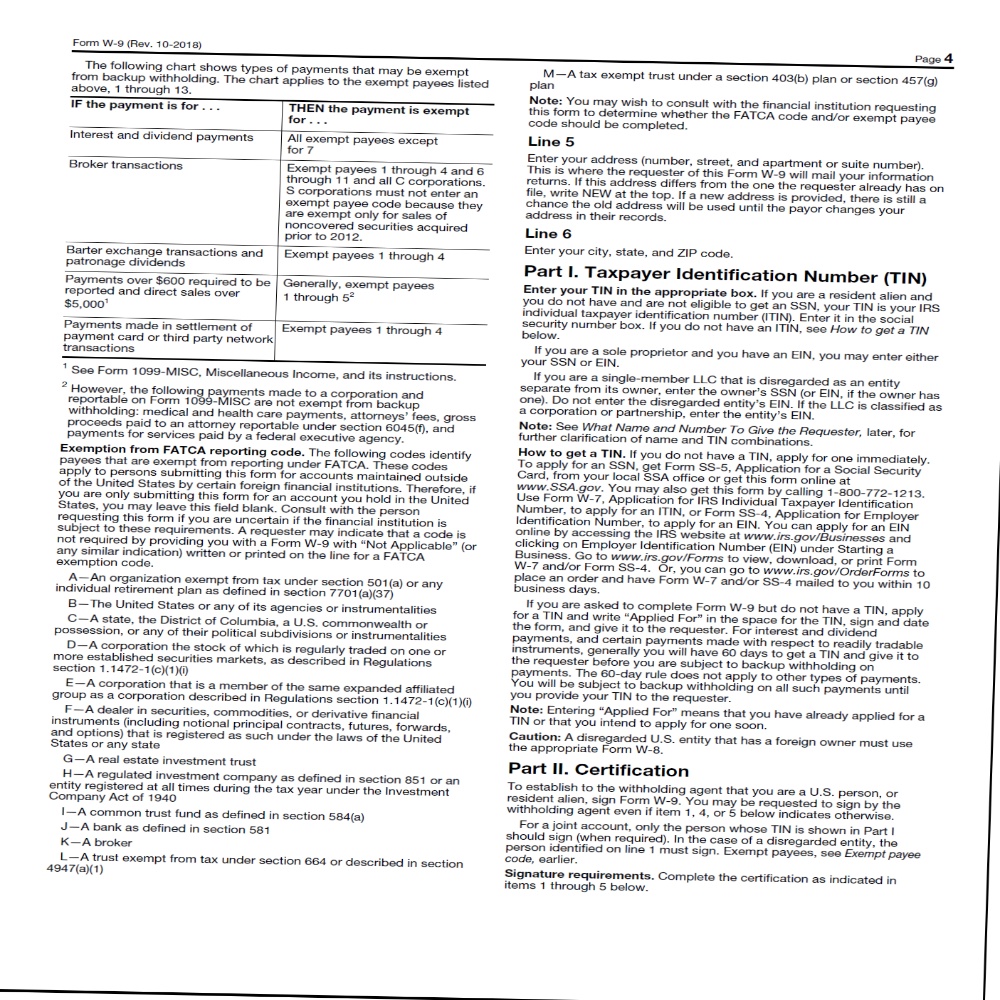 Form W-9 (Rev. 10-2018)
Page 4
The following chart shows types of payments that may be exempt
from backup withholding. The chart applies to the exempt payees listed
above, 1 through 13.
IF the payment is for . . .
THEN the payment is exempt
for . . .
Interest and dividend payments
All exempt payees except
for 7
Broker transactions
Exempt payees 1 through 4 and 6
through 11 and all C corporations.
S corporations must not enter an
exempt payee code because they
are exempt only for sales of
noncovered securities acquired
prior to 2012.
Barter exchange transactions and
patronage dividends
Exempt payees 1 through 4
Payments over $600 required to be
reported and direct sales over
$5,000¹
Generally, exempt payees
1 through 5²
Payments made in settlement of
payment card or third party network
transactions
Exempt payees 1 through 4
¹ See Form 1099-MISC, Miscellaneous Income, and its instructions.
² However, the following payments made to a corporation and
reportable on Form 1099-MISC are not exempt from backup
withholding: medical and health care payments, attorneys’ fees, gross
proceeds paid to an attorney reportable under section 6045(f), and
payments for services paid by a federal executive agency.
Exemption from FATCA reporting code. The following codes identify
payees that are exempt from reporting under FATCA. These codes
apply to persons submitting this form for accounts maintained outside
of the United States by certain foreign financial institutions. Therefore, if
you are only submitting this form for an account you hold in the United
States, you may leave this field blank. Consult with the person
requesting this form if you are uncertain if the financial institution is
subject to these requirements. A requester may indicate that a code is
not required by providing you with a Form W-9 with “Not Applicable” (or
any similar indication) written or printed on the line for a FATCA
exemption code.
A—An organization exempt from tax under section 501(a) or any
individual retirement plan as defined in section 7701(a)(37)
B—The United States or any of its agencies or instrumentalities
C—A state, the District of Columbia, a U.S. commonwealth or
possession, or any of their political subdivisions or instrumentalities
D—A corporation the stock of which is regularly traded on one or
more established securities markets, as described in Regulations
section 1.1472-1(c)(1)(i)
E—A corporation that is a member of the same expanded affiliated
group as a corporation described in Regulations section 1.1472-1(c)(1)(i)
F—A dealer in securities, commodities, or derivative financial
instruments (including notional principal contracts, futures, forwards,
and options) that is registered as such under the laws of the United
States or any state
G—A real estate investment trust
H—A regulated investment company as defined in section 851 or an
entity registered at all times during the tax year under the Investment
Company Act of 1940
I—A common trust fund as defined in section 584(a)
J—A bank as defined in section 581
K—A broker
L—A trust exempt from tax under section 664 or described in section
4947(a)(1)
M—A tax exempt trust under a section 403(b) plan or section 457(g)
plan
Note: You may wish to consult with the financial institution requesting
this form to determine whether the FATCA code and/or exempt payee
code should be completed.
Line 5
Enter your address (number, street, and apartment or suite number).
This is where the requester of this Form W-9 will mail your information
returns. If this address differs from the one the requester already has on
file, write NEW at the top. If a new address is provided, there is still a
chance the old address will be used until the payor changes your
address in their records.
Line 6
Enter your city, state, and ZIP code.
Part I. Taxpayer Identification Number (TIN)
Enter your TIN in the appropriate box. If you are a resident alien and
you do not have and are not eligible to get an SSN, your TIN is your IRS
individual taxpayer identification number (ITIN). Enter it in the social
security number box. If you do not have an ITIN, see How to get a TIN
below.
If you are a sole proprietor and you have an EIN, you may enter either
your SSN or EIN.
If you are a single-member LLC that is disregarded as an entity
separate from its owner, enter the owner’s SSN (or EIN, if the owner has
one). Do not enter the disregarded entity’s EIN. If the LLC is classified as
a corporation or partnership, enter the entity’s EIN.
Note: See What Name and Number To Give the Requester, later, for
further clarification of name and TIN combinations.
How to get a TIN. If you do not have a TIN, apply for one immediately.
To apply for an SSN, get Form SS-5, Application for a Social Security
Card, from your local SSA office or get this form online at
www.SSA.gov. You may also get this form by calling 1-800-772-1213.
Use Form W-7, Application for IRS Individual Taxpayer Identification
Number, to apply for an ITIN, or Form SS-4, Application for Employer
Identification Number, to apply for an EIN. You can apply for an EIN
online by accessing the IRS website at www.irs.gov/Businesses and
clicking on Employer Identification Number (EIN) under Starting a
Business. Go to www.irs.gov/Forms to view, download, or print Form
W-7 and/or Form SS-4. Or, you can go to www.irs.gov/OrderForms to
place an order and have Form W-7 and/or SS-4 mailed to you within 10
business days.
If you are asked to complete Form W-9 but do not have a TIN, apply
for a TIN and write “Applied For” in the space for the TIN, sign and date
the form, and give it to the requester. For interest and dividend
payments, and certain payments made with respect to readily tradable
instruments, generally you will have 60 days to get a TIN and give it to
the requester before you are subject to backup withholding on
payments. The 60-day rule does not apply to other types of payments.
You will be subject to backup withholding on all such payments until
you provide your TIN to the requester.
Note: Entering “Applied For” means that you have already applied for a
TIN or that you intend to apply for one soon.
Caution: A disregarded U.S. entity that has a foreign owner must use
the appropriate Form W-8.
Part II. Certification
To establish to the withholding agent that you are a U.S. person, or
resident alien, sign Form W-9. You may be requested to sign by the
withholding agent even if item 1, 4, or 5 below indicates otherwise.
For a joint account, only the person whose TIN is shown in Part I
should sign (when required). In the case of a disregarded entity, the
person identified on line 1 must sign. Exempt payees, see Exempt payee
code, earlier.
Signature requirements. Complete the certification as indicated in
items 1 through 5 below.